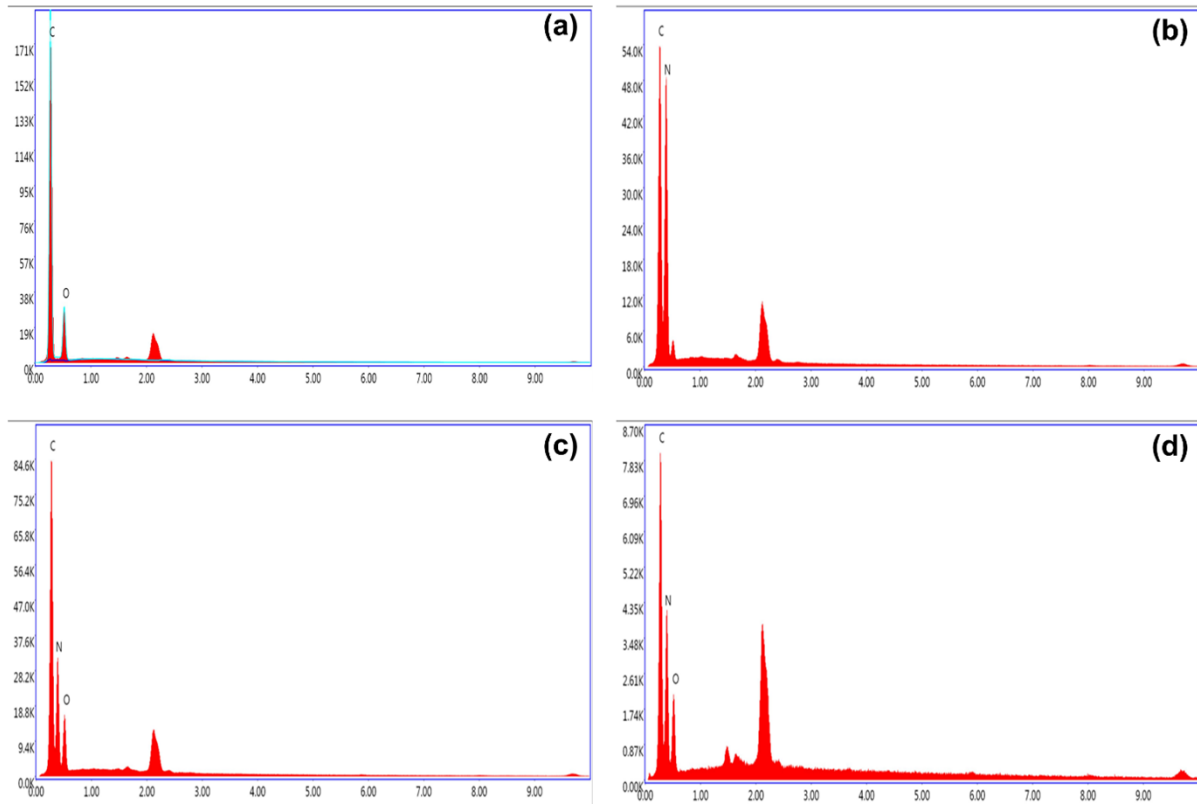 (a)
C
171K
152K
133K
114K
95K
76K
57K
38K
O
19K
0K
0.00 1.00 2.00 3.00 4.00 5.00 6.00 7.00 8.00 9.00
(b)
C
54.0K
N
48.0K
42.0K
36.0K
30.0K
24.0K
18.0K
12.0K
6.0K
0.0K
0.00 1.00 2.00 3.00 4.00 5.00 6.00 7.00 8.00 9.00
(c)
C
84.6K
75.2K
65.8K
56.4K
47.0K
37.6K
N
28.2K
O
18.8K
9.4K
0.0K
0.00 1.00 2.00 3.00 4.00 5.00 6.00 7.00 8.00 9.00
(d)
8.70K
C
7.83K
6.96K
6.09K
5.22K
4.35K
N
3.48K
2.61K
O
1.74K
0.87K
0.00K
0.00 1.00 2.00 3.00 4.00 5.00 6.00 7.00 8.00 9.00